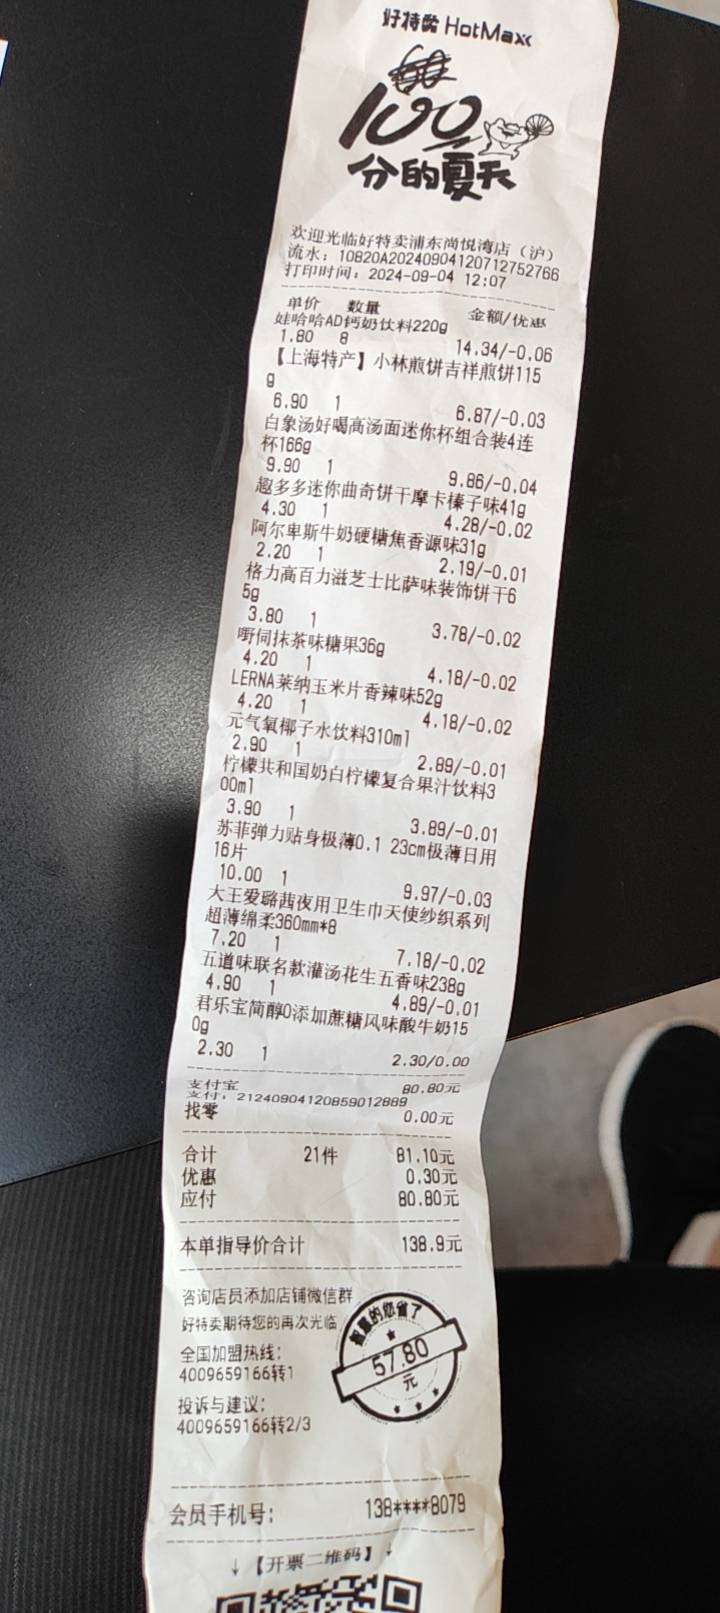 好特卖 HotMaxx
100
分的夏天
欢迎光临好特卖浦东尚悦湾店（沪）
流水：10820A20240904120712752766
打印时间：2024-09-04 12:07
单价 数量 金额/优惠
娃哈哈AD钙奶饮料220g
1.80 8 14.34/-0.06
【上海特产】小林煎饼吉祥煎饼115
g
6.90 1 6.87/-0.03
白象汤好喝高汤面迷你杯组合装4连
杯166g
9.90 1 9.86/-0.04
趣多多迷你曲奇饼干摩卡榛子味41g
4.30 1 4.28/-0.02
阿尔卑斯牛奶硬糖焦香源味31g
2.20 1 2.19/-0.01
格力高百力滋芝士比萨味装饰饼干6
5g
3.80 1 3.78/-0.02
嘢伺抹茶味糖果36g
4.20 1 4.18/-0.02
LERNA莱纳玉米片香辣味52g
4.20 1 4.18/-0.02
元气氧椰子水饮料310ml
2.90 1 2.89/-0.01
柠檬共和国奶白柠檬复合果汁饮料3
00ml
3.90 1 3.89/-0.01
苏菲弹力贴身极薄0.1 23cm极薄日用
16片
10.00 1 9.97/-0.03
大王爱璐茜夜用卫生巾天使纱织系列
超薄绵柔360mm*8
7.20 1 7.18/-0.02
五道味联名款灌汤花生五香味238g
4.90 1 4.89/-0.01
君乐宝简醇0添加蔗糖风味酸牛奶15
0g
2.30 1 2.30/0.00
支付宝 80.80元
支付：21240904120859012889
找零 0.00元
合计 21件 81.10元
优惠 0.30元
应付 80.80元
本单指导价合计 138.9元
咨询店员添加店铺微信群
好特卖期待您的再次光临
全国加盟热线：
4009659166转1
投诉与建议：
4009659166转2/3
智慧的您省了
57.80
元
会员手机号： 138****8079
↓【开票二维码】↓